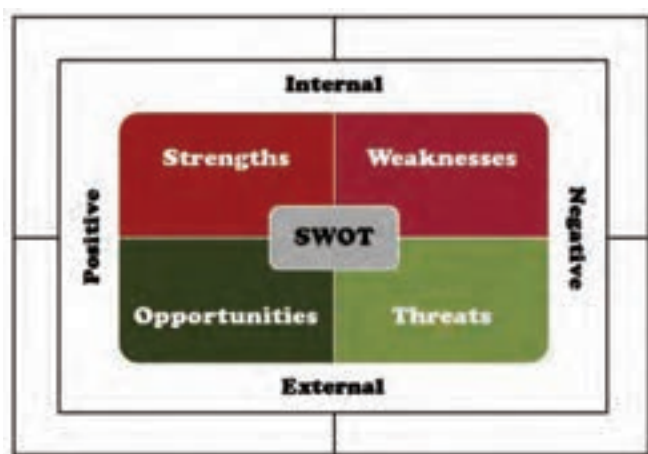 Internal
Strengths
Weaknesses
Positive
SWOT
Negative
Opportunities
Threats
External